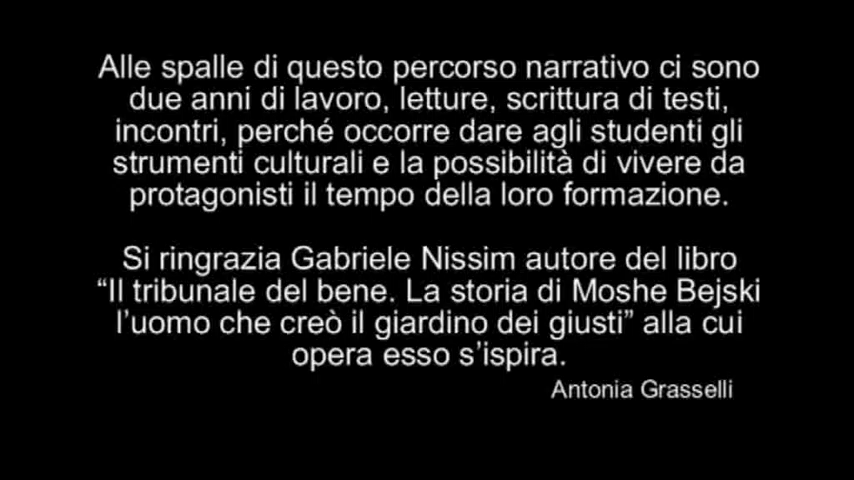 Alle spalle di questo percorso narrativo ci sono
due anni di lavoro, letture, scrittura di testi,
incontri, perché occorre dare agli studenti gli
strumenti culturali e la possibilità di vivere da
protagonisti il tempo della loro formazione.
Si ringrazia Gabriele Nissim autore del libro
“Il tribunale del bene. La storia di Moshe Bejski
l’uomo che creò il giardino dei giusti” alla cui
opera esso s’ispira.
Antonia Grasselli